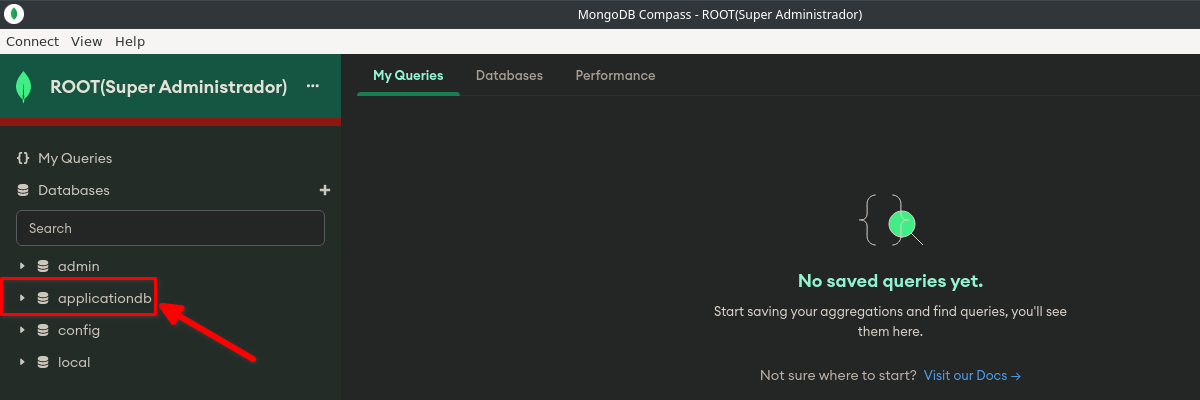 MongoDB Compass - ROOT(Super Administrador)
Connect View Help
ROOT(Super Administrador) ...
My Queries Databases Performance
{} My Queries
Databases +
Search
admin
applicationdb
config
local
No saved queries yet.
Start saving your aggregations and find queries, you'll see
them here.
Not sure where to start? Visit our Docs →